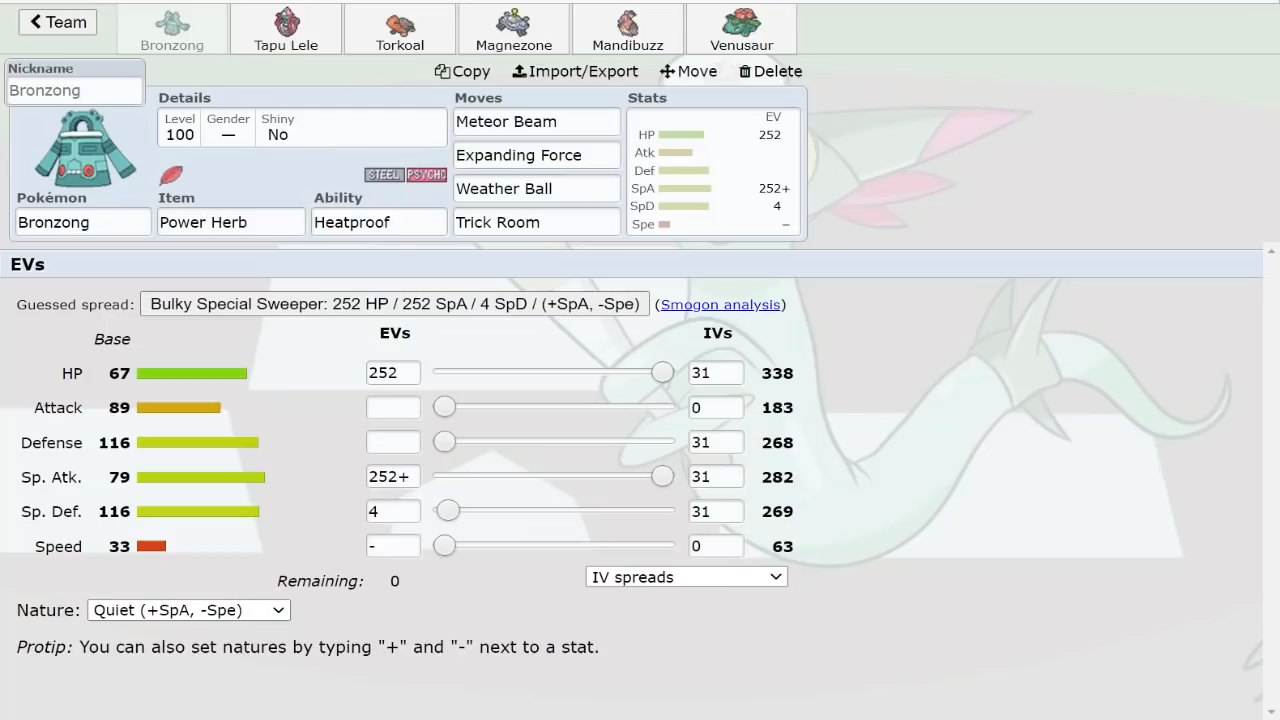 Team
Bronzong
Tapu Lele
Torkoal
Magnezone
Mandibuzz
Venusaur
Nickname
Bronzong
Copy
Import/Export
Move
Delete
Details
Moves
Stats
Level
100
Gender
—
Shiny
No
Meteor Beam
Expanding Force
Weather Ball
Trick Room
EV
HP 252
Atk
Def
SpA 252+
SpD 4
Spe –
STEEL PSYCHC
Pokémon
Bronzong
Item
Power Herb
Ability
Heatproof
EVs
Guessed spread: Bulky Special Sweeper: 252 HP / 252 SpA / 4 SpD / (+SpA, -Spe) (Smogon analysis)
Base EVs IVs
HP 67 252 31 338
Attack 89 0 183
Defense 116 31 268
Sp. Atk. 79 252+ 31 282
Sp. Def. 116 4 31 269
Speed 33 - 0 63
Remaining: 0
IV spreads
Nature: Quiet (+SpA, -Spe)
Protip: You can also set natures by typing "+" and "-" next to a stat.